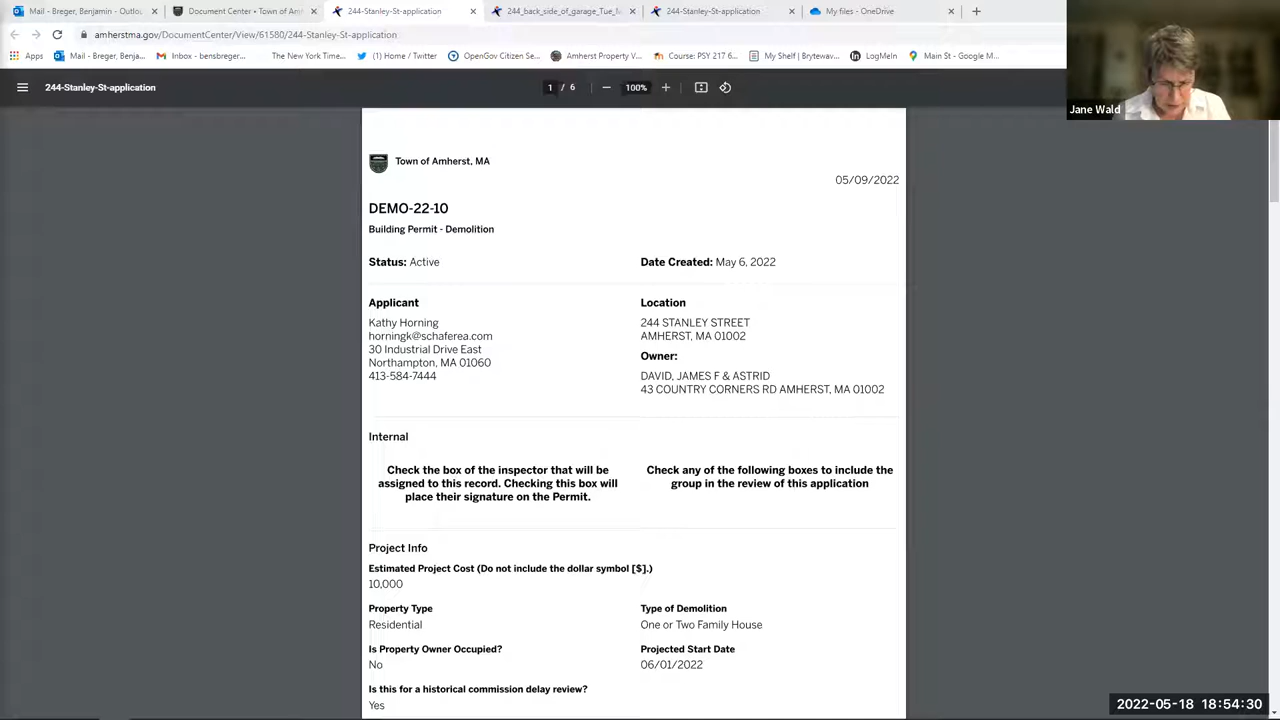 Mail - Breger, Benjamin - Outlo
Document Center • Town of Am
244-Stanley-St-application
244_back_side_of_garage_Tue_M
244-Stanley-St-application
My files - OneDrive
amherstma.gov/DocumentCenter/View/61580/244-Stanley-St-application
Apps
Mail - Breger, Benja...
Inbox - bensbreger...
The New York Time...
(1) Home / Twitter
OpenGov Citizen Se...
Amherst Property V...
Course: PSY 217 6...
My Shelf | Brytewav...
LogMeIn
Main St - Google M...
244-Stanley-St-application
1 / 6
100%
Jane Wald
Town of Amherst, MA
05/09/2022
DEMO-22-10
Building Permit - Demolition
Status: Active
Date Created: May 6, 2022
Applicant
Location
Kathy Horning
244 STANLEY STREET
horningk@schaferea.com
AMHERST, MA 01002
30 Industrial Drive East
Owner:
Northampton, MA 01060
DAVID, JAMES F & ASTRID
413-584-7444
43 COUNTRY CORNERS RD AMHERST, MA 01002
Internal
Check the box of the inspector that will be
assigned to this record. Checking this box will
place their signature on the Permit.
Check any of the following boxes to include the
group in the review of this application
Project Info
Estimated Project Cost (Do not include the dollar symbol [$].)
10,000
Property Type
Type of Demolition
Residential
One or Two Family House
Is Property Owner Occupied?
Projected Start Date
No
06/01/2022
Is this for a historical commission delay review?
Yes
2022-05-18 18:54:30